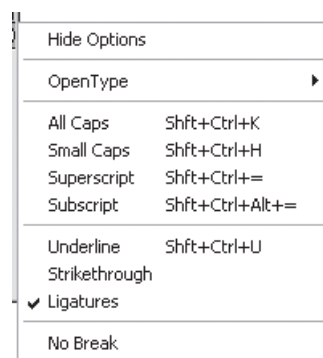 Hide Options
OpenType
All Caps Shft+Ctrl+K
Small Caps Shft+Ctrl+H
Superscript Shft+Ctrl+=
Subscript Shft+Ctrl+Alt+=
Underline Shft+Ctrl+U
Strikethrough
Ligatures
No Break